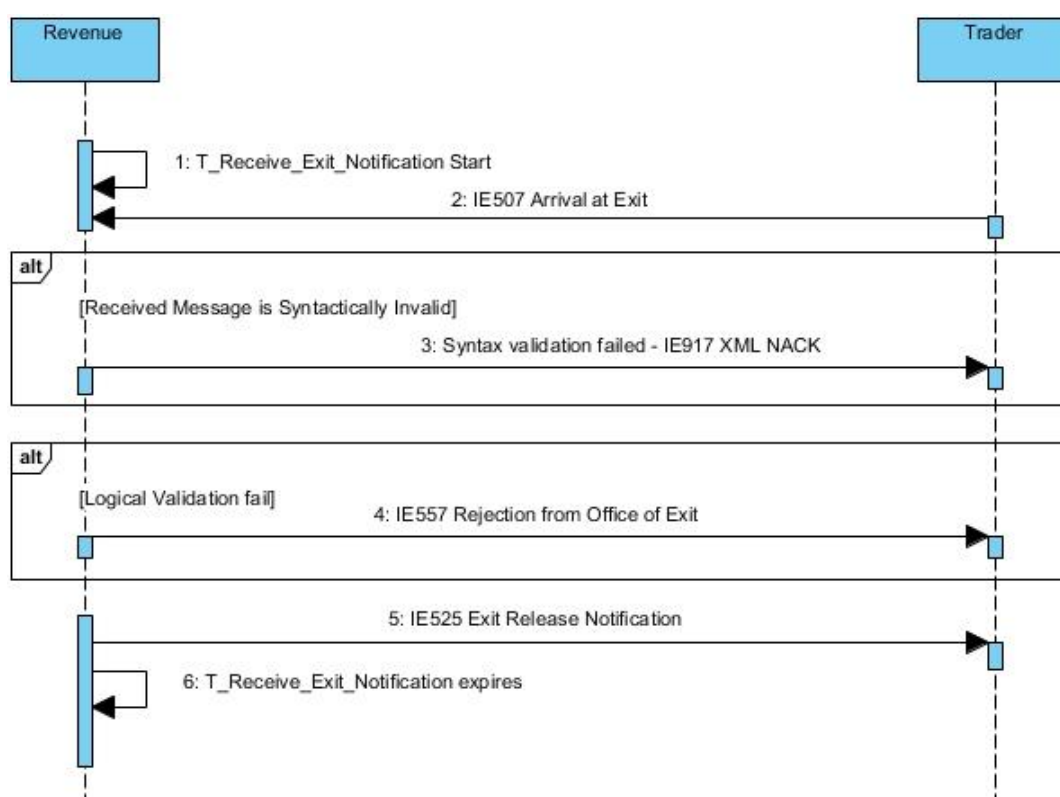 Revenue
Trader
1: T_Receive_Exit_Notification Start
2: IE507 Arrival at Exit
alt
[Received Message is Syntactically Invalid]
3: Syntax validation failed - IE917 XML NACK
alt
[Logical Validation fail]
4: IE557 Rejection from Office of Exit
5: IE525 Exit Release Notification
6: T_Receive_Exit_Notification expires